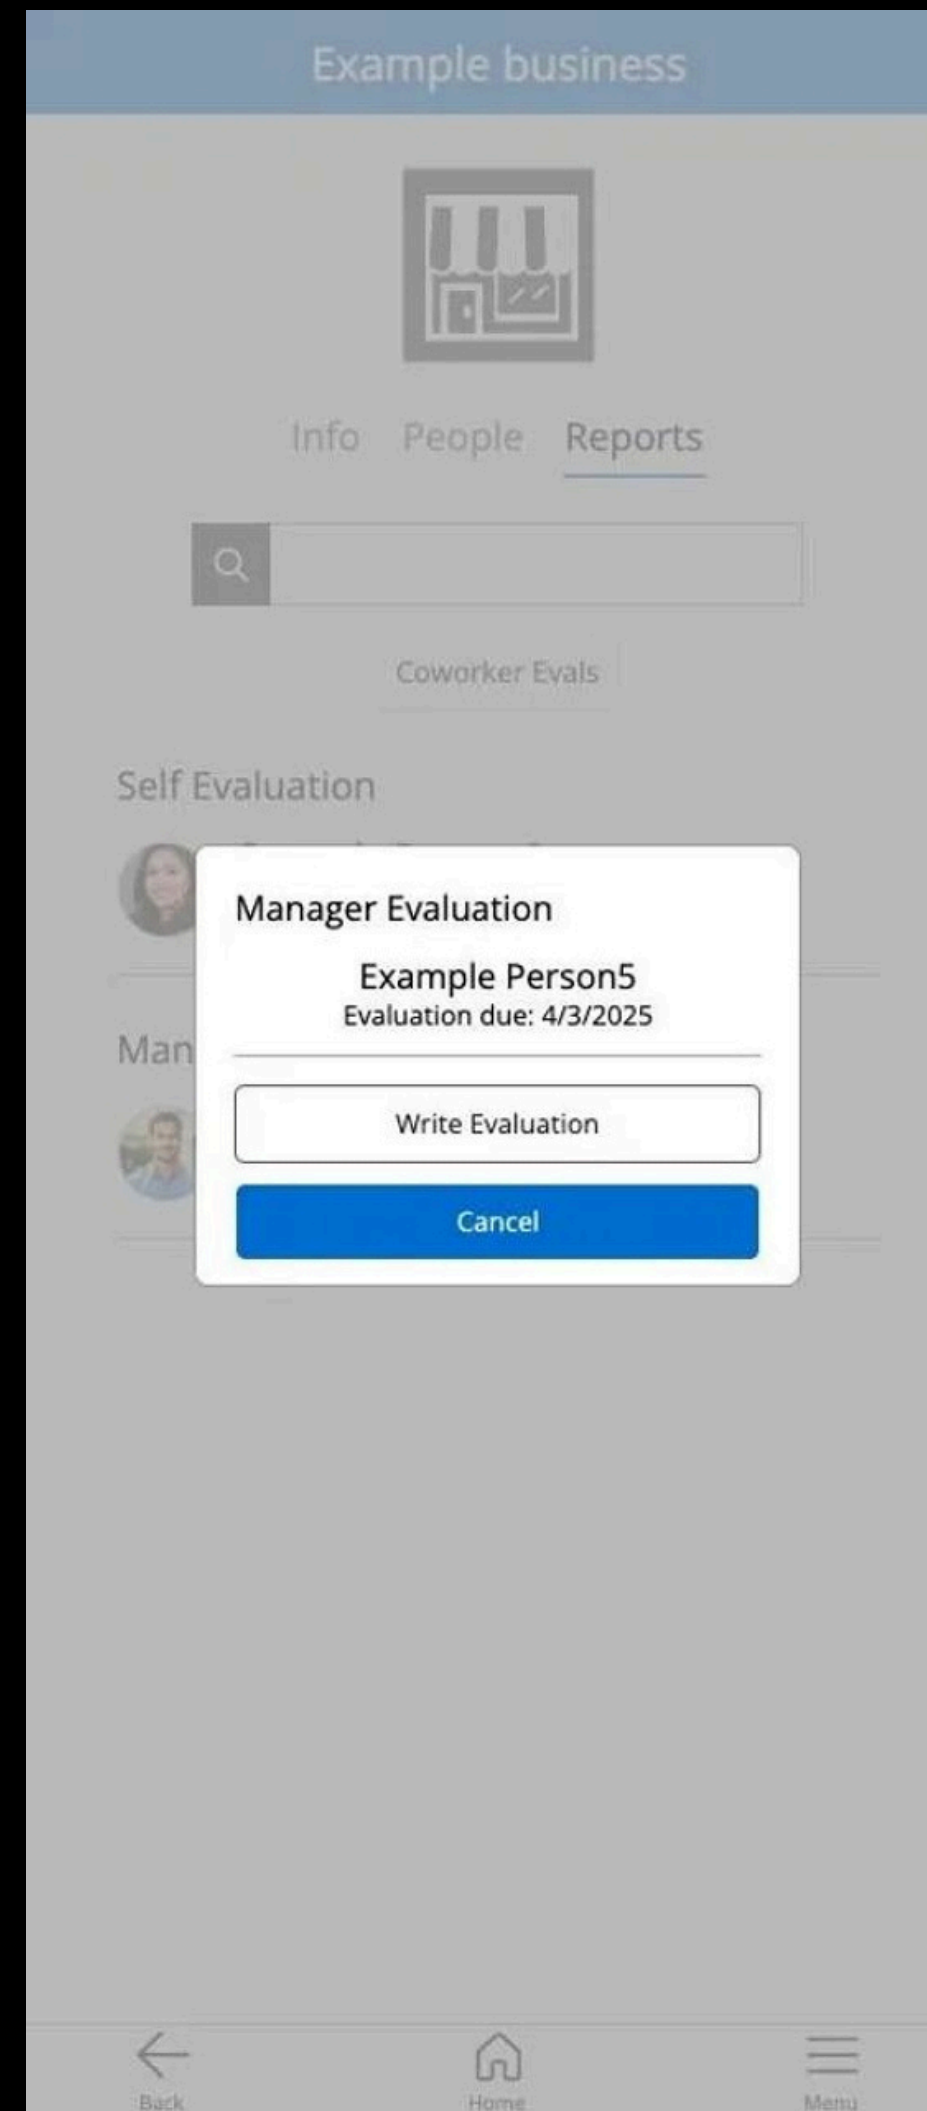 Example business
Info People Reports
Coworker Evals
Self Evaluation
Manager Evaluation
Example Person5
Evaluation due: 4/3/2025
Man
Write Evaluation
Cancel
Back Home Menu